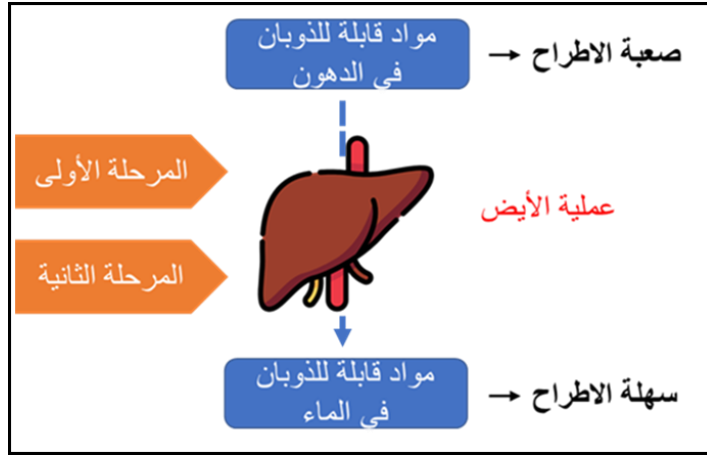 مواد قابلة للذوبان
في الدهون
→ صعبة الاطراح
المرحلة الأولى
عملية الأيض
المرحلة الثانية
مواد قابلة للذوبان
في الماء
→ سهلة الاطراح